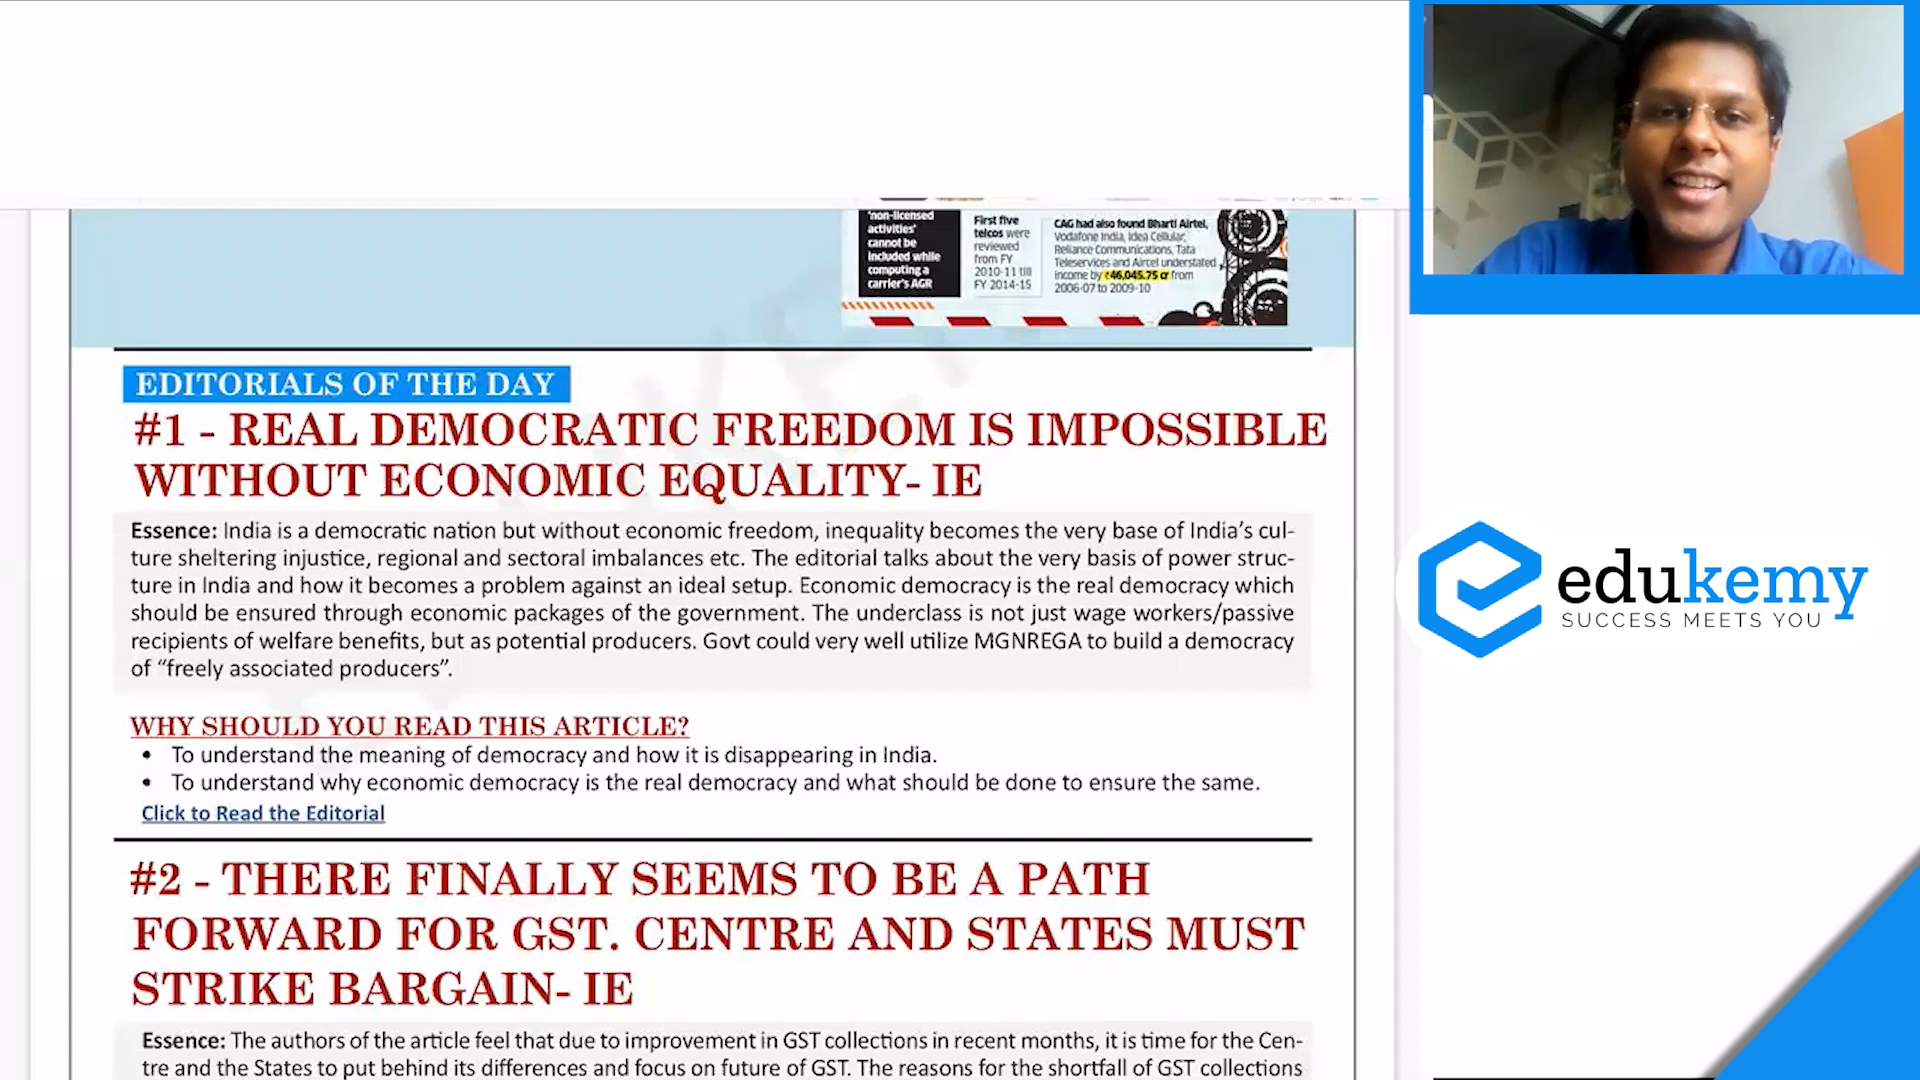 'non-licensed
activities'
cannot be
included while
computing a
carrier's AGR
First five
telcos were
reviewed
from FY
2010-11 till
FY 2014-15
CAG had also found Bharti Airtel,
Vodafone India, Idea Cellular,
Reliance Communications, Tata
Teleservices and Aircel understated
income by ₹46,045.75 cr from
2006-07 to 2009-10
EDITORIALS OF THE DAY
#1 - REAL DEMOCRATIC FREEDOM IS IMPOSSIBLE
WITHOUT ECONOMIC EQUALITY- IE
Essence: India is a democratic nation but without economic freedom, inequality becomes the very base of India's cul-
ture sheltering injustice, regional and sectoral imbalances etc. The editorial talks about the very basis of power struc-
ture in India and how it becomes a problem against an ideal setup. Economic democracy is the real democracy which
should be ensured through economic packages of the government. The underclass is not just wage workers/passive
recipients of welfare benefits, but as potential producers. Govt could very well utilize MGNREGA to build a democracy
of “freely associated producers”.
WHY SHOULD YOU READ THIS ARTICLE?
• To understand the meaning of democracy and how it is disappearing in India.
• To understand why economic democracy is the real democracy and what should be done to ensure the same.
Click to Read the Editorial
#2 - THERE FINALLY SEEMS TO BE A PATH
FORWARD FOR GST. CENTRE AND STATES MUST
STRIKE BARGAIN- IE
Essence: The authors of the article feel that due to improvement in GST collections in recent months, it is time for the Cen-
tre and the States to put behind its differences and focus on future of GST. The reasons for the shortfall of GST collections
edukemy
SUCCESS MEETS YOU